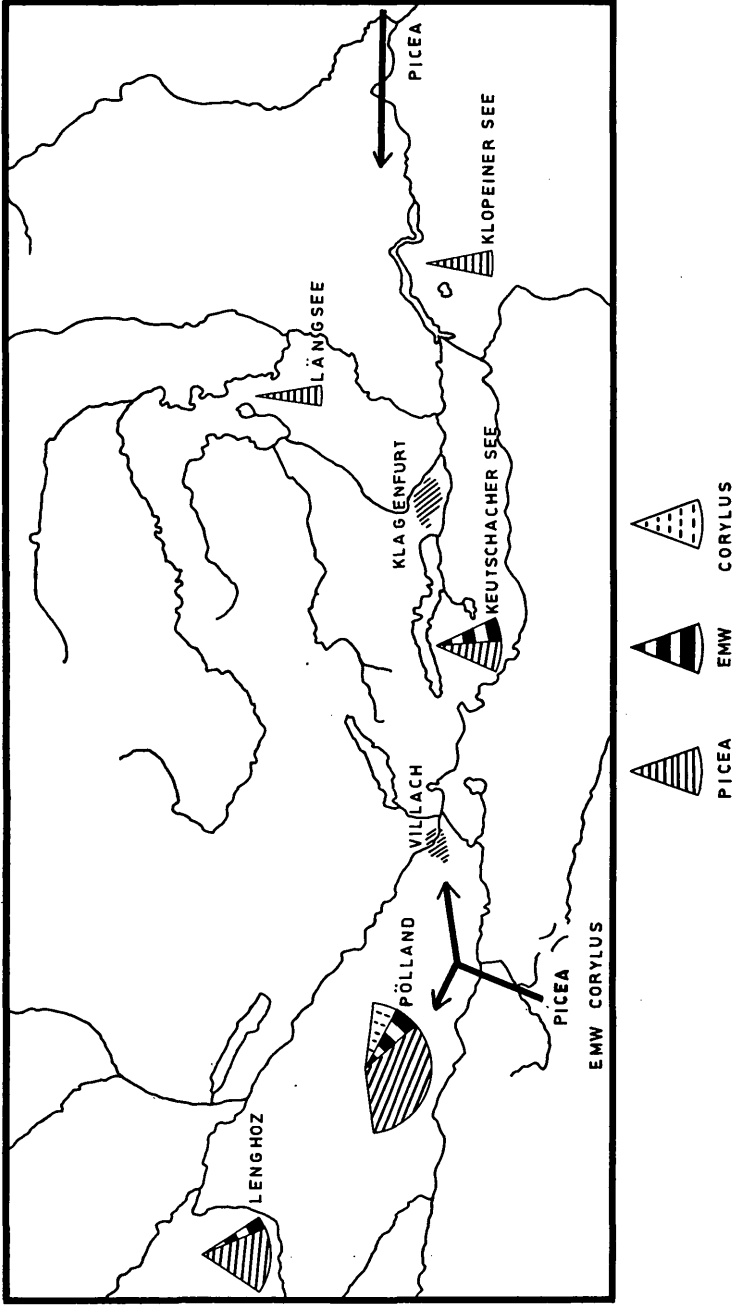 LENGHOZ
PÖLLAND
VILLACH
KLAGENFURT
LÄNGSEE
KEUTSCHACHER SEE
KLOPEINER SEE
PICEA
PICEA
EMW CORYLUS
PICEA
EMW
CORYLUS